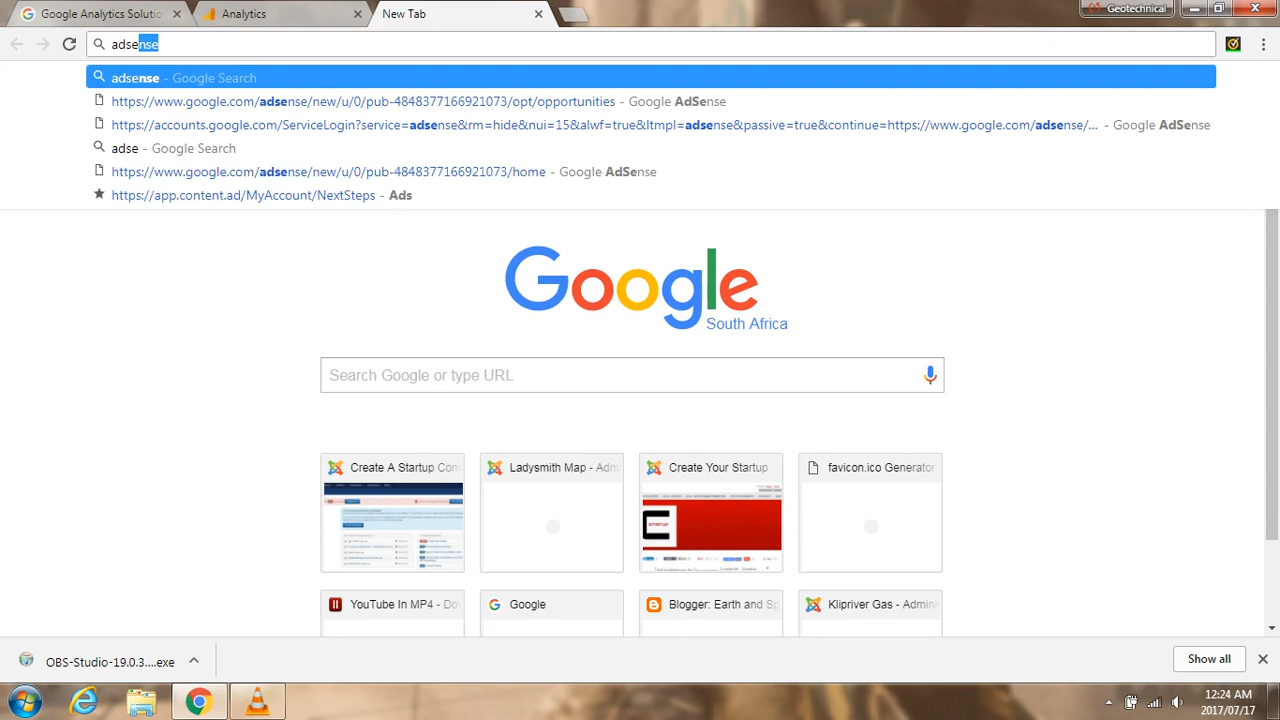 Google Analytics Solutio
Analytics
New Tab
Geotechnical
adsense
adsense - Google Search
https://www.google.com/adsense/new/u/0/pub-4848377166921073/opt/opportunities - Google AdSense
https://accounts.google.com/ServiceLogin?service=adsense&rm=hide&nui=15&alwf=true&ltmpl=adsense&passive=true&continue=https://www.google.com/adsense/... - Google AdSense
adse - Google Search
https://www.google.com/adsense/new/u/0/pub-4848377166921073/home - Google AdSense
https://app.content.ad/MyAccount/NextSteps - Ads
Google
South Africa
Search Google or type URL
Create A Startup Com
Ladysmith Map - Adm
Create Your Startup
favicon.ico Generator
YouTube In MP4 - Do
Google
Blogger: Earth and Sp
Klipriver Gas - Admin
OBS-Studio-19.0.3....exe
Show all
12:24 AM
2017/07/17